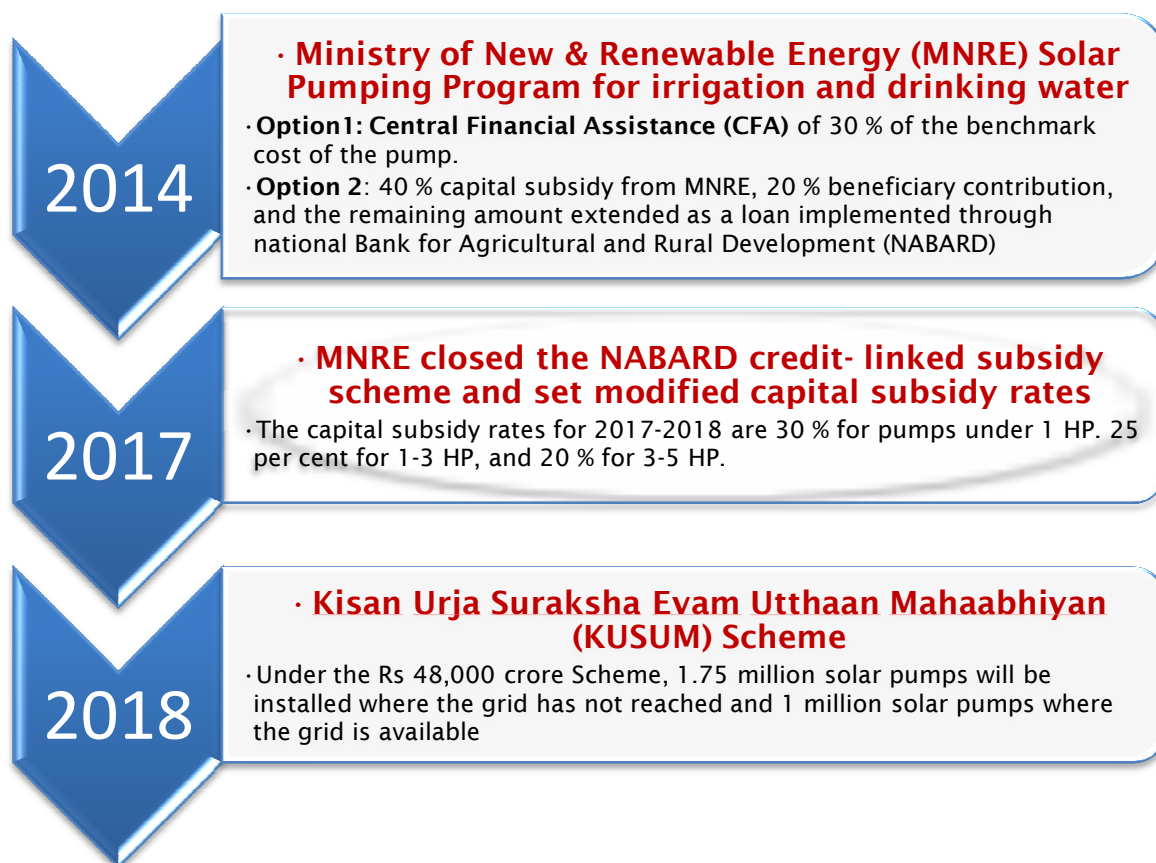 2014
· Ministry of New & Renewable Energy (MNRE) Solar
Pumping Program for irrigation and drinking water
· Option1: Central Financial Assistance (CFA) of 30 % of the benchmark
cost of the pump.
· Option 2: 40 % capital subsidy from MNRE, 20 % beneficiary contribution,
and the remaining amount extended as a loan implemented through
national Bank for Agricultural and Rural Development (NABARD)
2017
· MNRE closed the NABARD credit- linked subsidy
scheme and set modified capital subsidy rates
· The capital subsidy rates for 2017-2018 are 30 % for pumps under 1 HP. 25
per cent for 1-3 HP, and 20 % for 3-5 HP.
2018
· Kisan Urja Suraksha Evam Utthaan Mahaabhiyan
(KUSUM) Scheme
· Under the Rs 48,000 crore Scheme, 1.75 million solar pumps will be
installed where the grid has not reached and 1 million solar pumps where
the grid is available